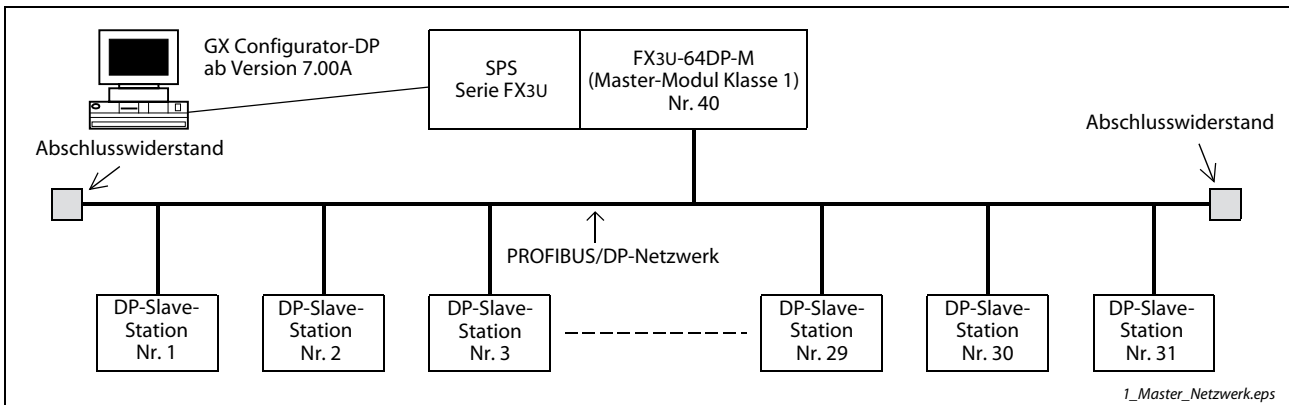 GX Configurator-DP
ab Version 7.00A
SPS
Serie FX3U
FX3U-64DP-M
(Master-Modul Klasse 1)
Nr. 40
Abschlusswiderstand
Abschlusswiderstand
PROFIBUS/DP-Netzwerk
DP-Slave-
Station
Nr. 1
DP-Slave-
Station
Nr. 2
DP-Slave-
Station
Nr. 3
DP-Slave-
Station
Nr. 29
DP-Slave-
Station
Nr. 30
DP-Slave-
Station
Nr. 31
1_Master_Netzwerk.eps